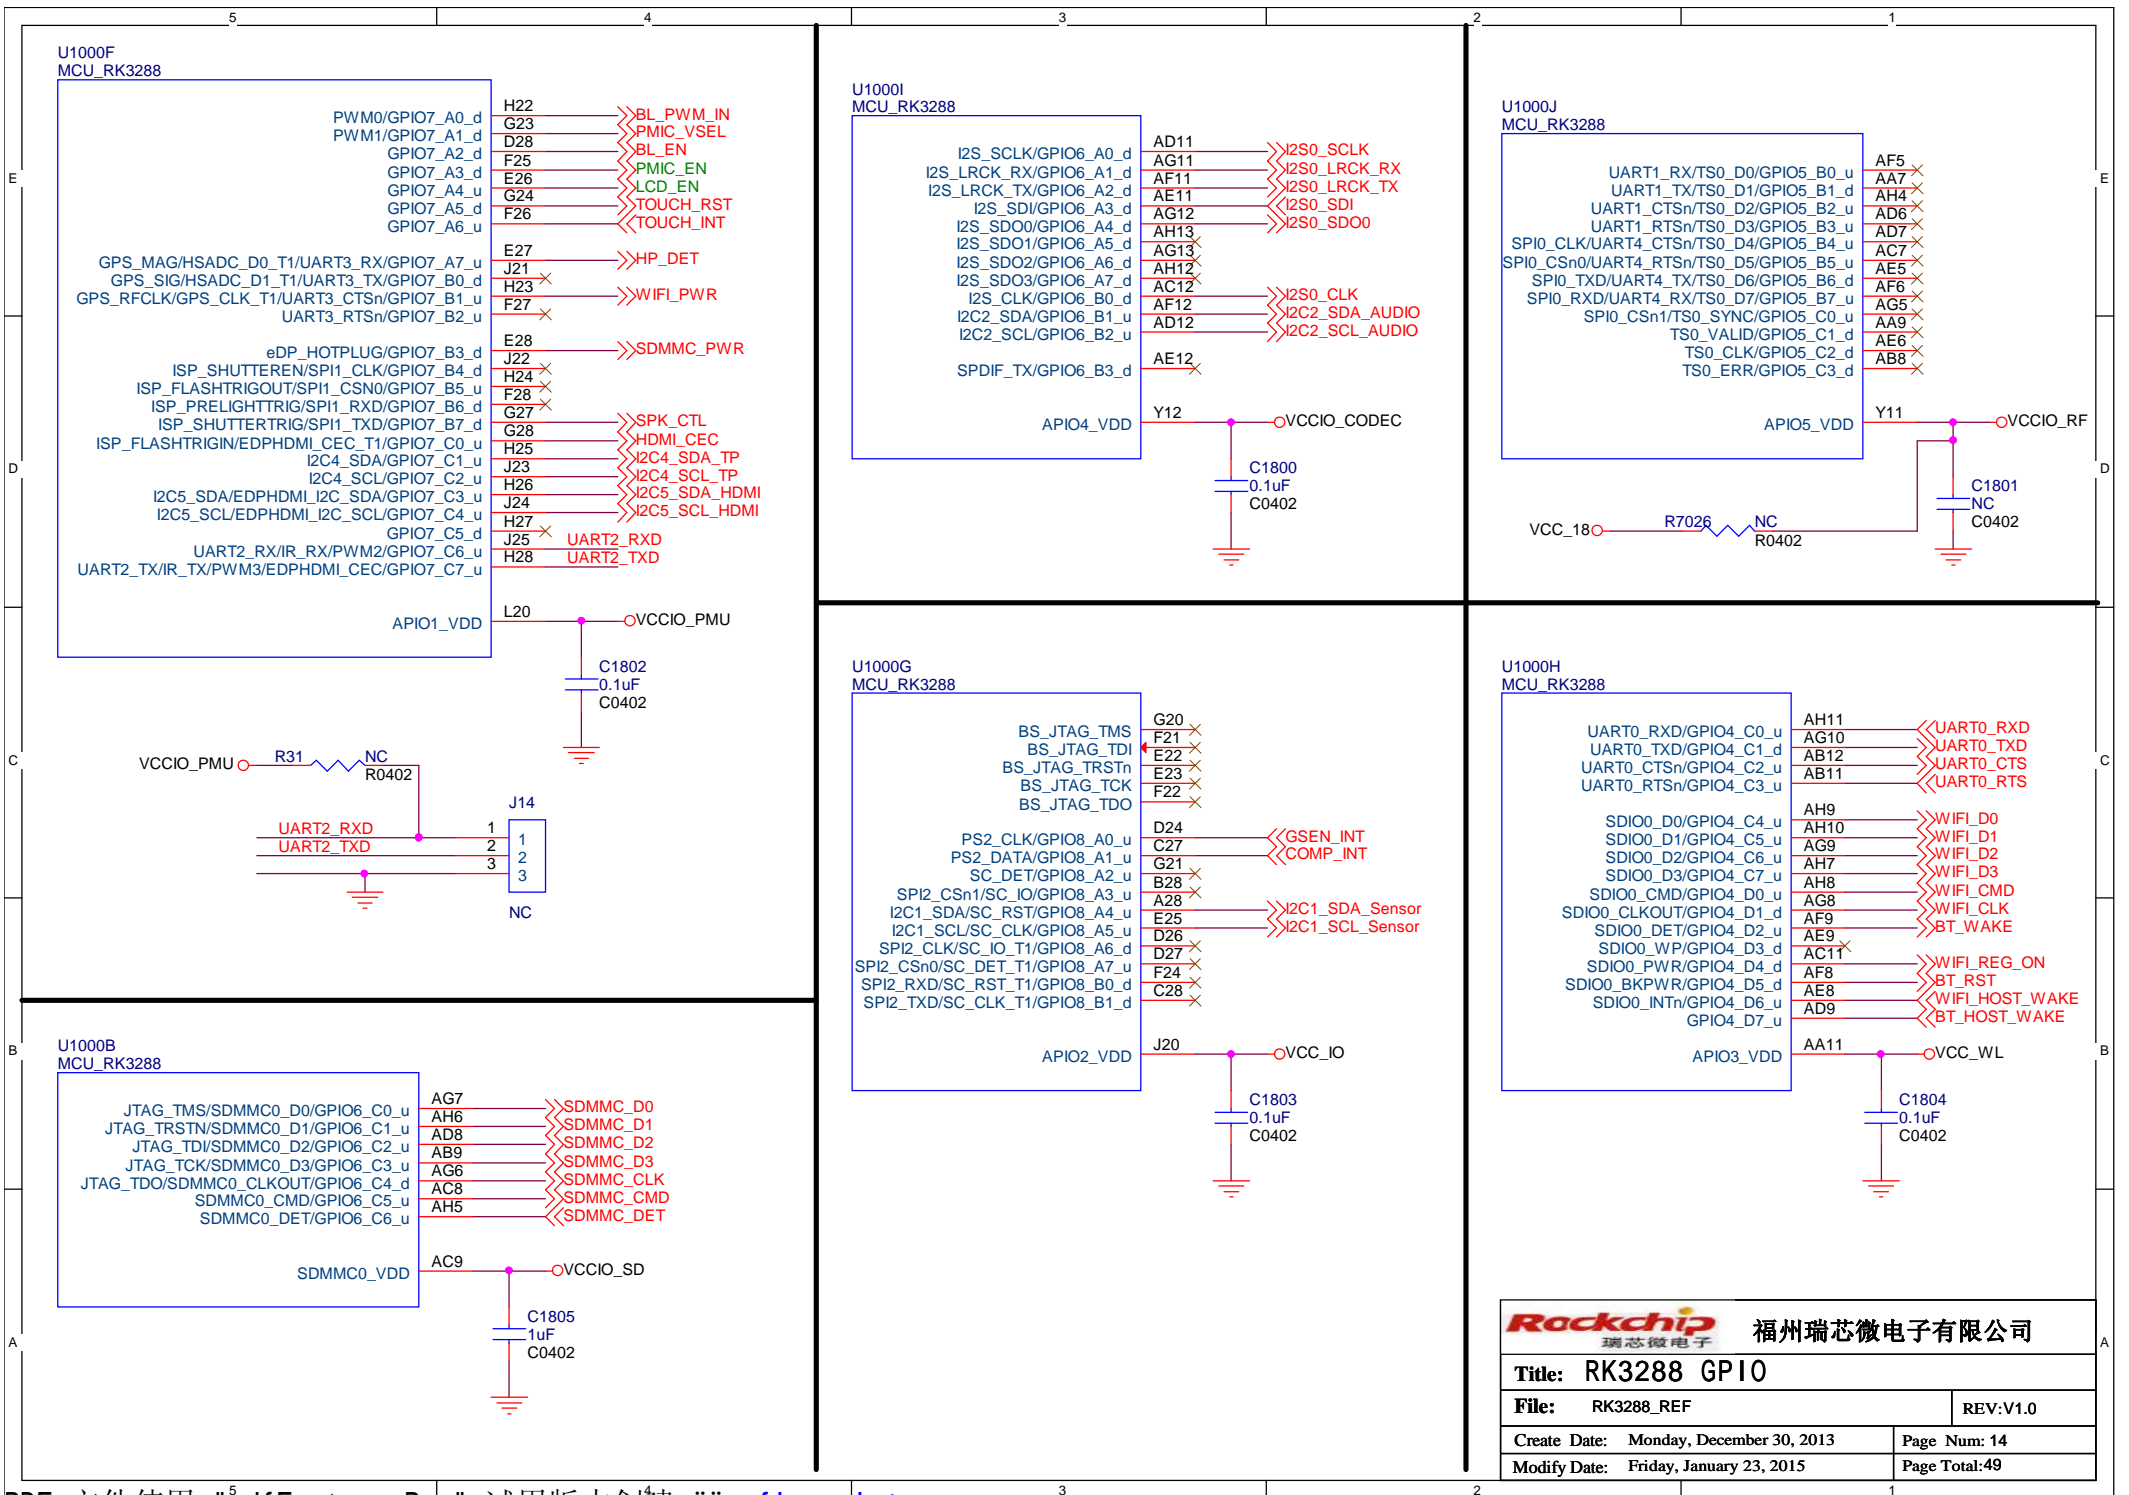 5 4 3 2 1
U1000F
MCU_RK3288
PWM0/GPIO7_A0_d H22 BL_PWM_IN
PWM1/GPIO7_A1_d G23 PMIC_VSEL
GPIO7_A2_d D28 BL_EN
GPIO7_A3_d F25 PMIC_EN
GPIO7_A4_u E26 LCD_EN
GPIO7_A5_d G24 TOUCH_RST
GPIO7_A6_u F26 TOUCH_INT
GPS_MAG/HSADC_D0_T1/UART3_RX/GPIO7_A7_u E27 HP_DET
GPS_SIG/HSADC_D1_T1/UART3_TX/GPIO7_B0_d J21
GPS_RFCLK/GPS_CLK_T1/UART3_CTSn/GPIO7_B1_u H23 WIFI_PWR
UART3_RTSn/GPIO7_B2_u F27
eDP_HOTPLUG/GPIO7_B3_d E28 SDMMC_PWR
ISP_SHUTTEREN/SPI1_CLK/GPIO7_B4_d J22
ISP_FLASHTRIGOUT/SPI1_CSN0/GPIO7_B5_u H24
ISP_PRELIGHTTRIG/SPI1_RXD/GPIO7_B6_d F28
ISP_SHUTTERTRIG/SPI1_TXD/GPIO7_B7_d G27 SPK_CTL
ISP_FLASHTRIGIN/EDPHDMI_CEC_T1/GPIO7_C0_u G28 HDMI_CEC
I2C4_SDA/GPIO7_C1_u H25 I2C4_SDA_TP
I2C4_SCL/GPIO7_C2_u J23 I2C4_SCL_TP
I2C5_SDA/EDPHDMI_I2C_SDA/GPIO7_C3_u H26 I2C5_SDA_HDMI
I2C5_SCL/EDPHDMI_I2C_SCL/GPIO7_C4_u J24 I2C5_SCL_HDMI
GPIO7_C5_d H27
UART2_RX/IR_RX/PWM2/GPIO7_C6_u J25 UART2_RXD
UART2_TX/IR_TX/PWM3/EDPHDMI_CEC/GPIO7_C7_u H28 UART2_TXD
APIO1_VDD L20 VCCIO_PMU
C1802
0.1uF
C0402
VCCIO_PMU R31 NC
R0402
J14
UART2_RXD 1 1
UART2_TXD 2 2
3 3
NC
U1000B
MCU_RK3288
JTAG_TMS/SDMMC0_D0/GPIO6_C0_u AG7 SDMMC_D0
JTAG_TRSTN/SDMMC0_D1/GPIO6_C1_u AH6 SDMMC_D1
JTAG_TDI/SDMMC0_D2/GPIO6_C2_u AD8 SDMMC_D2
JTAG_TCK/SDMMC0_D3/GPIO6_C3_u AB9 SDMMC_D3
JTAG_TDO/SDMMC0_CLKOUT/GPIO6_C4_d AG6 SDMMC_CLK
SDMMC0_CMD/GPIO6_C5_u AC8 SDMMC_CMD
SDMMC0_DET/GPIO6_C6_u AH5 SDMMC_DET
SDMMC0_VDD AC9 VCCIO_SD
C1805
1uF
C0402
U1000I
MCU_RK3288
I2S_SCLK/GPIO6_A0_d AD11 I2S0_SCLK
I2S_LRCK_RX/GPIO6_A1_d AG11 I2S0_LRCK_RX
I2S_LRCK_TX/GPIO6_A2_d AF11 I2S0_LRCK_TX
I2S_SDI/GPIO6_A3_d AE11 I2S0_SDI
I2S_SDO0/GPIO6_A4_d AG12 I2S0_SDO0
I2S_SDO1/GPIO6_A5_d AH13
I2S_SDO2/GPIO6_A6_d AG13
I2S_SDO3/GPIO6_A7_d AH12
I2S_CLK/GPIO6_B0_d AC12 I2S0_CLK
I2C2_SDA/GPIO6_B1_u AF12 I2C2_SDA_AUDIO
I2C2_SCL/GPIO6_B2_u AD12 I2C2_SCL_AUDIO
SPDIF_TX/GPIO6_B3_d AE12
APIO4_VDD Y12 VCCIO_CODEC
C1800
0.1uF
C0402
U1000J
MCU_RK3288
UART1_RX/TS0_D0/GPIO5_B0_u AF5
UART1_TX/TS0_D1/GPIO5_B1_d AA7
UART1_CTSn/TS0_D2/GPIO5_B2_u AH4
UART1_RTSn/TS0_D3/GPIO5_B3_u AD6
SPI0_CLK/UART4_CTSn/TS0_D4/GPIO5_B4_u AD7
SPI0_CSn0/UART4_RTSn/TS0_D5/GPIO5_B5_u AC7
SPI0_TXD/UART4_TX/TS0_D6/GPIO5_B6_d AE5
SPI0_RXD/UART4_RX/TS0_D7/GPIO5_B7_u AF6
SPI0_CSn1/TS0_SYNC/GPIO5_C0_u AG5
TS0_VALID/GPIO5_C1_d AA9
TS0_CLK/GPIO5_C2_d AE6
TS0_ERR/GPIO5_C3_d AB8
APIO5_VDD Y11 VCCIO_RF
C1801
NC
C0402
VCC_18 R7026 NC
R0402
U1000G
MCU_RK3288
BS_JTAG_TMS G20
BS_JTAG_TDI F21
BS_JTAG_TRSTn E22
BS_JTAG_TCK E23
BS_JTAG_TDO F22
PS2_CLK/GPIO8_A0_u D24 GSEN_INT
PS2_DATA/GPIO8_A1_u C27 COMP_INT
SC_DET/GPIO8_A2_u G21
SPI2_CSn1/SC_IO/GPIO8_A3_u B28
I2C1_SDA/SC_RST/GPIO8_A4_u A28 I2C1_SDA_Sensor
I2C1_SCL/SC_CLK/GPIO8_A5_u E25 I2C1_SCL_Sensor
SPI2_CLK/SC_IO_T1/GPIO8_A6_d D26
SPI2_CSn0/SC_DET_T1/GPIO8_A7_u D27
SPI2_RXD/SC_RST_T1/GPIO8_B0_d F24
SPI2_TXD/SC_CLK_T1/GPIO8_B1_d C28
APIO2_VDD J20 VCC_IO
C1803
0.1uF
C0402
U1000H
MCU_RK3288
UART0_RXD/GPIO4_C0_u AH11 UART0_RXD
UART0_TXD/GPIO4_C1_d AG10 UART0_TXD
UART0_CTSn/GPIO4_C2_u AB12 UART0_CTS
UART0_RTSn/GPIO4_C3_u AB11 UART0_RTS
SDIO0_D0/GPIO4_C4_u AH9 WIFI_D0
SDIO0_D1/GPIO4_C5_u AH10 WIFI_D1
SDIO0_D2/GPIO4_C6_u AG9 WIFI_D2
SDIO0_D3/GPIO4_C7_u AH7 WIFI_D3
SDIO0_CMD/GPIO4_D0_u AH8 WIFI_CMD
SDIO0_CLKOUT/GPIO4_D1_d AG8 WIFI_CLK
SDIO0_DET/GPIO4_D2_u AF9 BT_WAKE
SDIO0_WP/GPIO4_D3_d AE9
SDIO0_PWR/GPIO4_D4_d AC11 WIFI_REG_ON
SDIO0_BKPWR/GPIO4_D5_d AF8 BT_RST
SDIO0_INTn/GPIO4_D6_u AE8 WIFI_HOST_WAKE
GPIO4_D7_u AD9 BT_HOST_WAKE
APIO3_VDD AA11 VCC_WL
C1804
0.1uF
C0402
E E
D D
C C
B B
A A
Rockchip
瑞芯微电子
福州瑞芯微电子有限公司
Title: RK3288 GPIO
File: RK3288_REF REV:V1.0
Create Date: Monday, December 30, 2013 Page Num: 14
Modify Date: Friday, January 23, 2015 Page Total:49
5 4 3 2 1